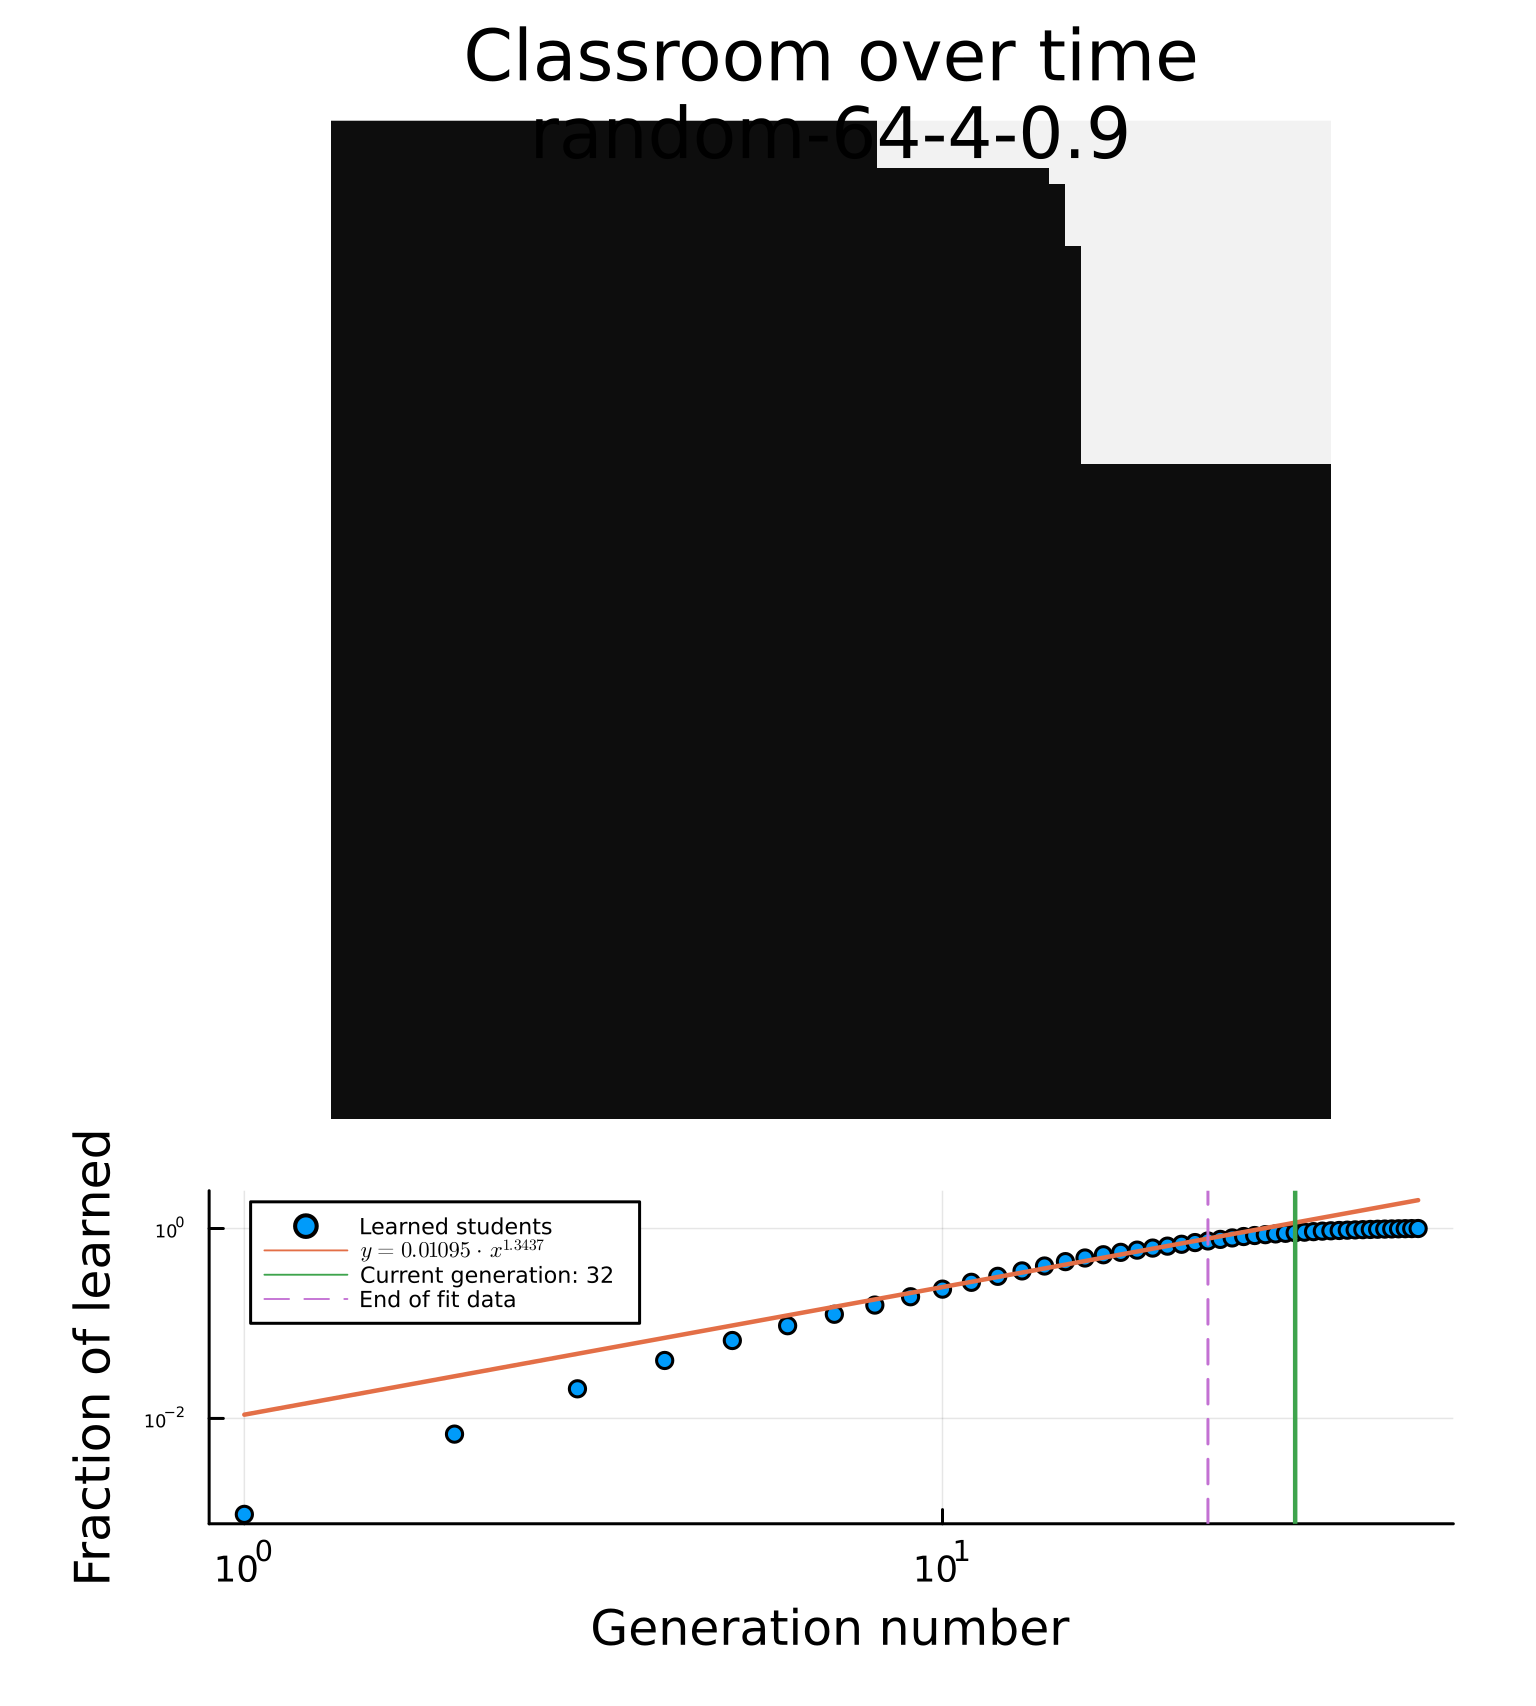 Classroom over time
random-64-4-0.9
Fraction of learned
10⁰
10⁻²
Learned students
y = 0.01095 · x^1.3437
Current generation: 32
End of fit data
10⁰
10¹
Generation number